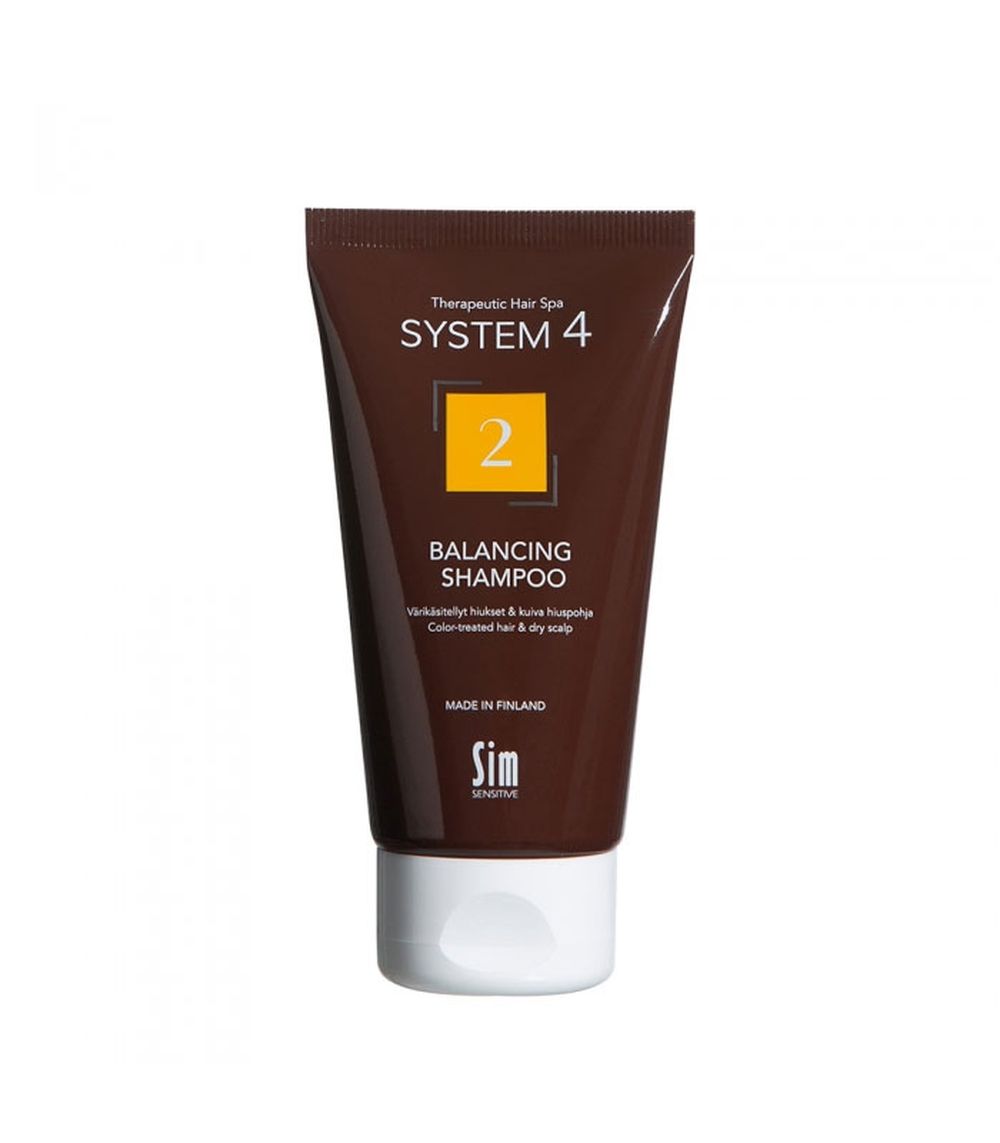 Therapeutic Hair Spa
SYSTEM 4
2
BALANCING
SHAMPOO
Värikäsitellyt hiukset & kuiva hiuspohja
Color-treated hair & dry scalp
MADE IN FINLAND
Sim
SENSITIVE